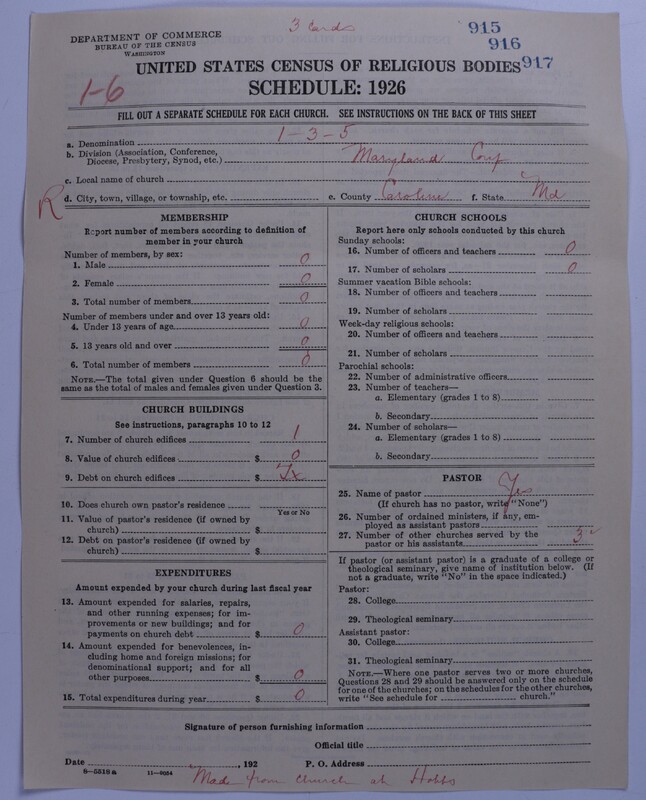 3 Cards
915
916
917
DEPARTMENT OF COMMERCE
BUREAU OF THE CENSUS
WASHINGTON
UNITED STATES CENSUS OF RELIGIOUS BODIES
1-6
SCHEDULE: 1926
FILL OUT A SEPARATE SCHEDULE FOR EACH CHURCH. SEE INSTRUCTIONS ON THE BACK OF THIS SHEET
a. Denomination 1-3-5
b. Division (Association, Conference,
Diocese, Presbytery, Synod, etc.) Maryland Conf
c. Local name of church
R
d. City, town, village, or township, etc. e. County Caroline f. State Md
MEMBERSHIP
Report number of members according to definition of
member in your church
Number of members, by sex:
1. Male 0
2. Female 0
3. Total number of members 0
Number of members under and over 13 years old:
4. Under 13 years of age 0
5. 13 years old and over 0
6. Total number of members 0
NOTE.—The total given under Question 6 should be the
same as the total of males and females given under Question 3.
CHURCH BUILDINGS
See instructions, paragraphs 10 to 12
7. Number of church edifices 1
8. Value of church edifices $ 0
9. Debt on church edifices $
10. Does church own pastor's residence
Yes or No
11. Value of pastor's residence (if owned by
church) $
12. Debt on pastor's residence (if owned by
church) $
EXPENDITURES
Amount expended by your church during last fiscal year
13. Amount expended for salaries, repairs,
and other running expenses; for im-
provements or new buildings; and for
payments on church debt $ 0
14. Amount expended for benevolences, in-
cluding home and foreign missions; for
denominational support; and for all
other purposes $ 0
15. Total expenditures during year $ 0
CHURCH SCHOOLS
Report here only schools conducted by this church
Sunday schools:
16. Number of officers and teachers 0
17. Number of scholars 0
Summer vacation Bible schools:
18. Number of officers and teachers
19. Number of scholars
Week-day religious schools:
20. Number of officers and teachers
21. Number of scholars
Parochial schools:
22. Number of administrative officers
23. Number of teachers—
a. Elementary (grades 1 to 8)
b. Secondary
24. Number of scholars—
a. Elementary (grades 1 to 8)
b. Secondary
PASTOR
25. Name of pastor Yes
(If church has no pastor, write "None")
26. Number of ordained ministers, if any, em-
ployed as assistant pastors
27. Number of other churches served by the
pastor or his assistants 3
If pastor (or assistant pastor) is a graduate of a college or
theological seminary, give name of institution below. (If
not a graduate, write "No" in the space indicated.)
Pastor:
28. College
29. Theological seminary
Assistant pastor:
30. College
31. Theological seminary
NOTE.—Where one pastor serves two or more churches,
Questions 28 and 29 should be answered only on the schedule
for one of the churches; on the schedules for the other churches,
write "See schedule for church."
Signature of person furnishing information
Official title
Date , 192 P. O. Address
8-5518a 11-6054
Made from Church at Hobbs